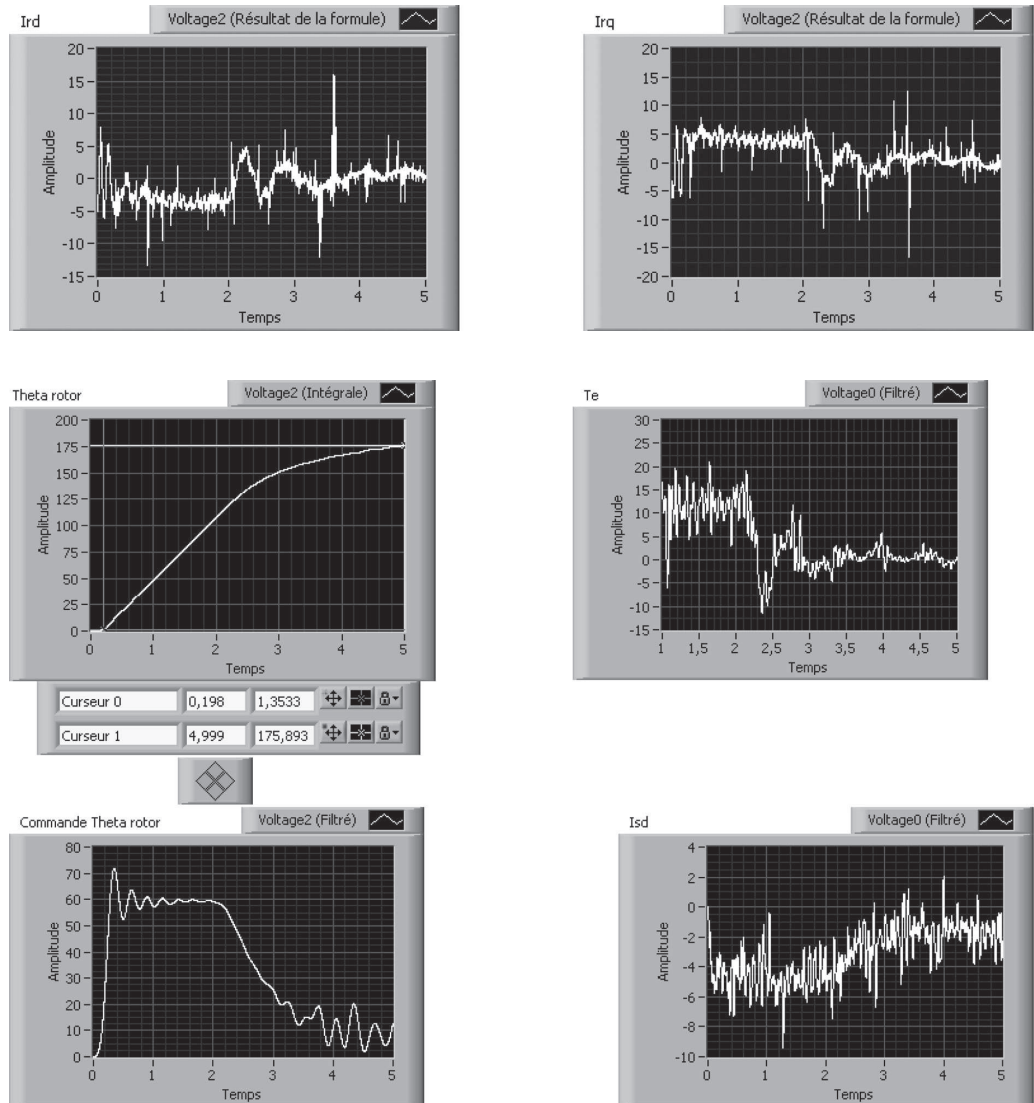 Ird
Voltage2 (Résultat de la formule)
20
15
10
5
0
-5
-10
-15
Amplitude
0 1 2 3 4 5
Temps
Irq
Voltage2 (Résultat de la formule)
20
15
10
5
0
-5
-10
-15
-20
Amplitude
0 1 2 3 4 5
Temps
Theta rotor
Voltage2 (Intégrale)
200
175
150
125
100
75
50
25
0
Amplitude
0 1 2 3 4 5
Temps
Curseur 0 0,198 1,3533
Curseur 1 4,999 175,893
Te
Voltage0 (Filtré)
30
25
20
15
10
5
0
-5
-10
-15
Amplitude
1 1,5 2 2,5 3 3,5 4 4,5 5
Temps
Commande Theta rotor
Voltage2 (Filtré)
80
70
60
50
40
30
20
10
0
Amplitude
0 1 2 3 4 5
Temps
Isd
Voltage0 (Filtré)
4
2
0
-2
-4
-6
-8
-10
Amplitude
0 1 2 3 4 5
Temps